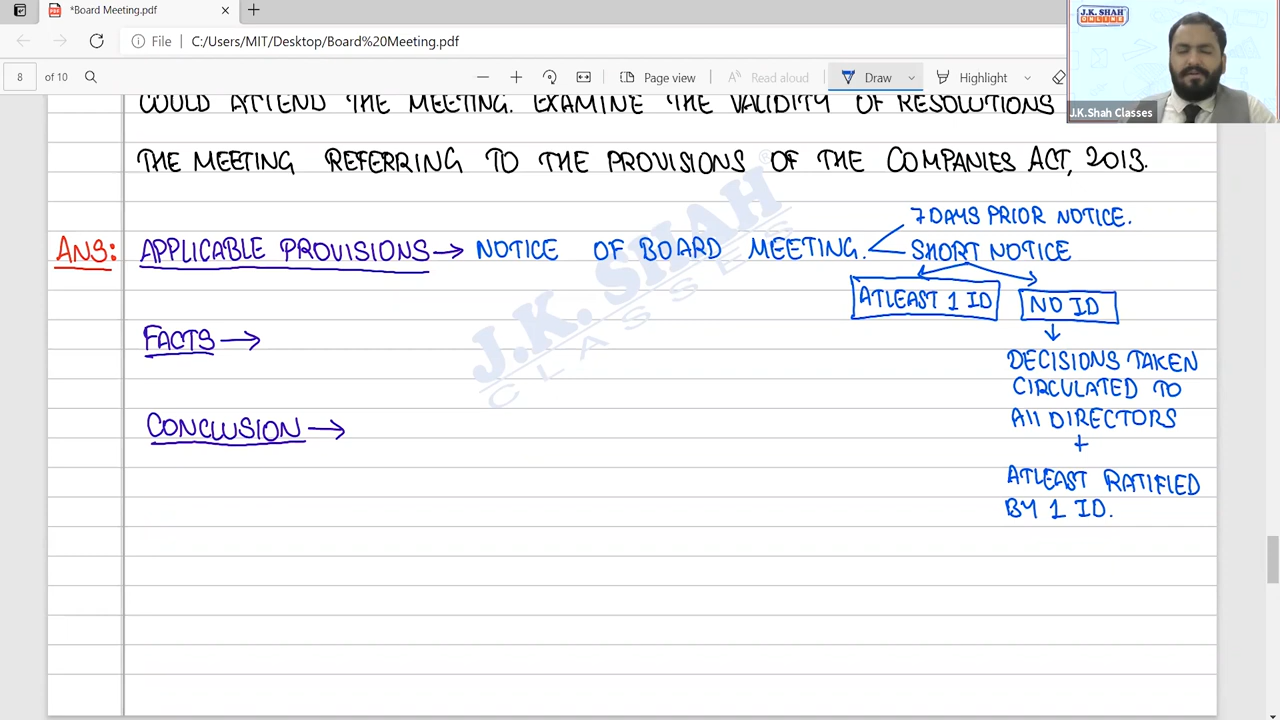 *Board Meeting.pdf
File C:/Users/MIT/Desktop/Board%20Meeting.pdf
8 of 10 Page view Read aloud Draw Highlight
J.K. SHAH
ONLINE
J.K.Shah Classes
COULD ATTEND THE MEETING. EXAMINE THE VALIDITY OF RESOLUTIONS
THE MEETING REFERRING TO THE PROVISIONS OF THE COMPANIES ACT, 2013.
7 DAYS PRIOR NOTICE.
ANS: APPLICABLE PROVISIONS → NOTICE OF BOARD MEETING. SHORT NOTICE
ATLEAST 1 ID NO ID
FACTS →
DECISIONS TAKEN
CIRCULATED TO
All DIRECTORS
+
CONCLUSION →
ATLEAST RATIFIED
BY 1 ID.
J.K. SHAH
CLASSES